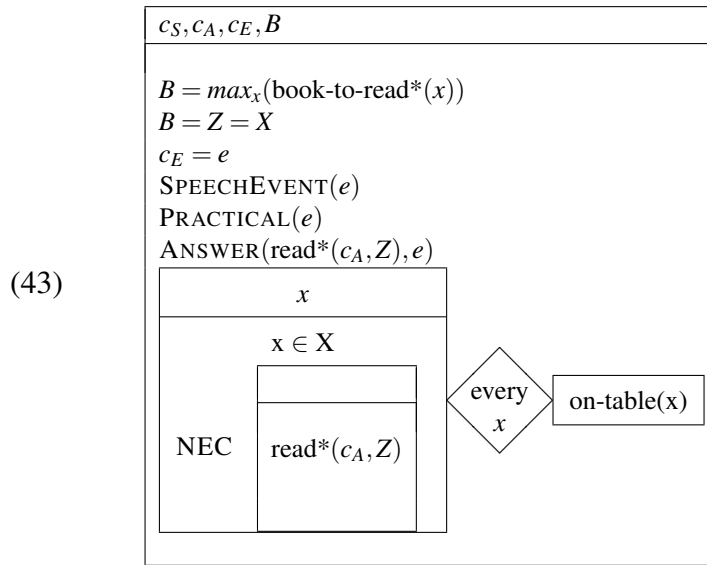 c_S, c_A, c_E, B
B = max_x(book-to-read*(x))
B = Z = X
c_E = e
SPEECHEVENT(e)
PRACTICAL(e)
ANSWER(read*(c_A, Z), e)
(43)
x
x ∈ X
NEC read*(c_A, Z)
every
x
on-table(x)